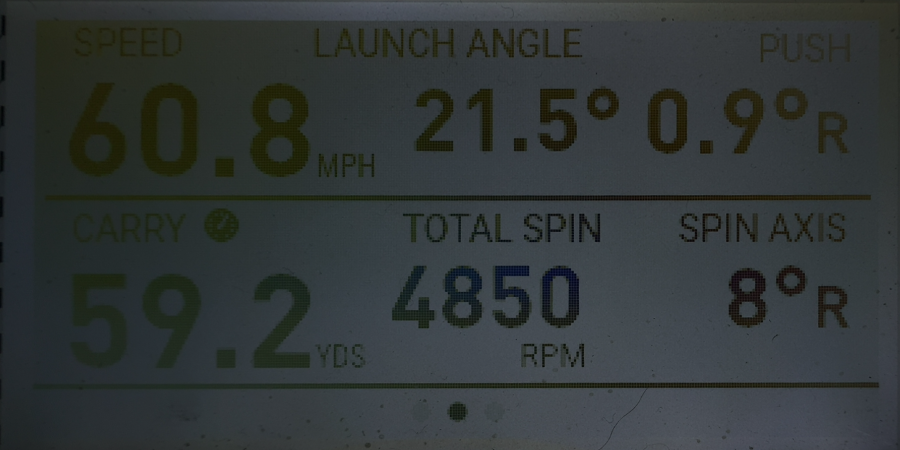 SPEED LAUNCH ANGLE PUSH
60.8 MPH 21.5° 0.9° R
CARRY TOTAL SPIN SPIN AXIS
59.2 YDS 4850 RPM 8° R